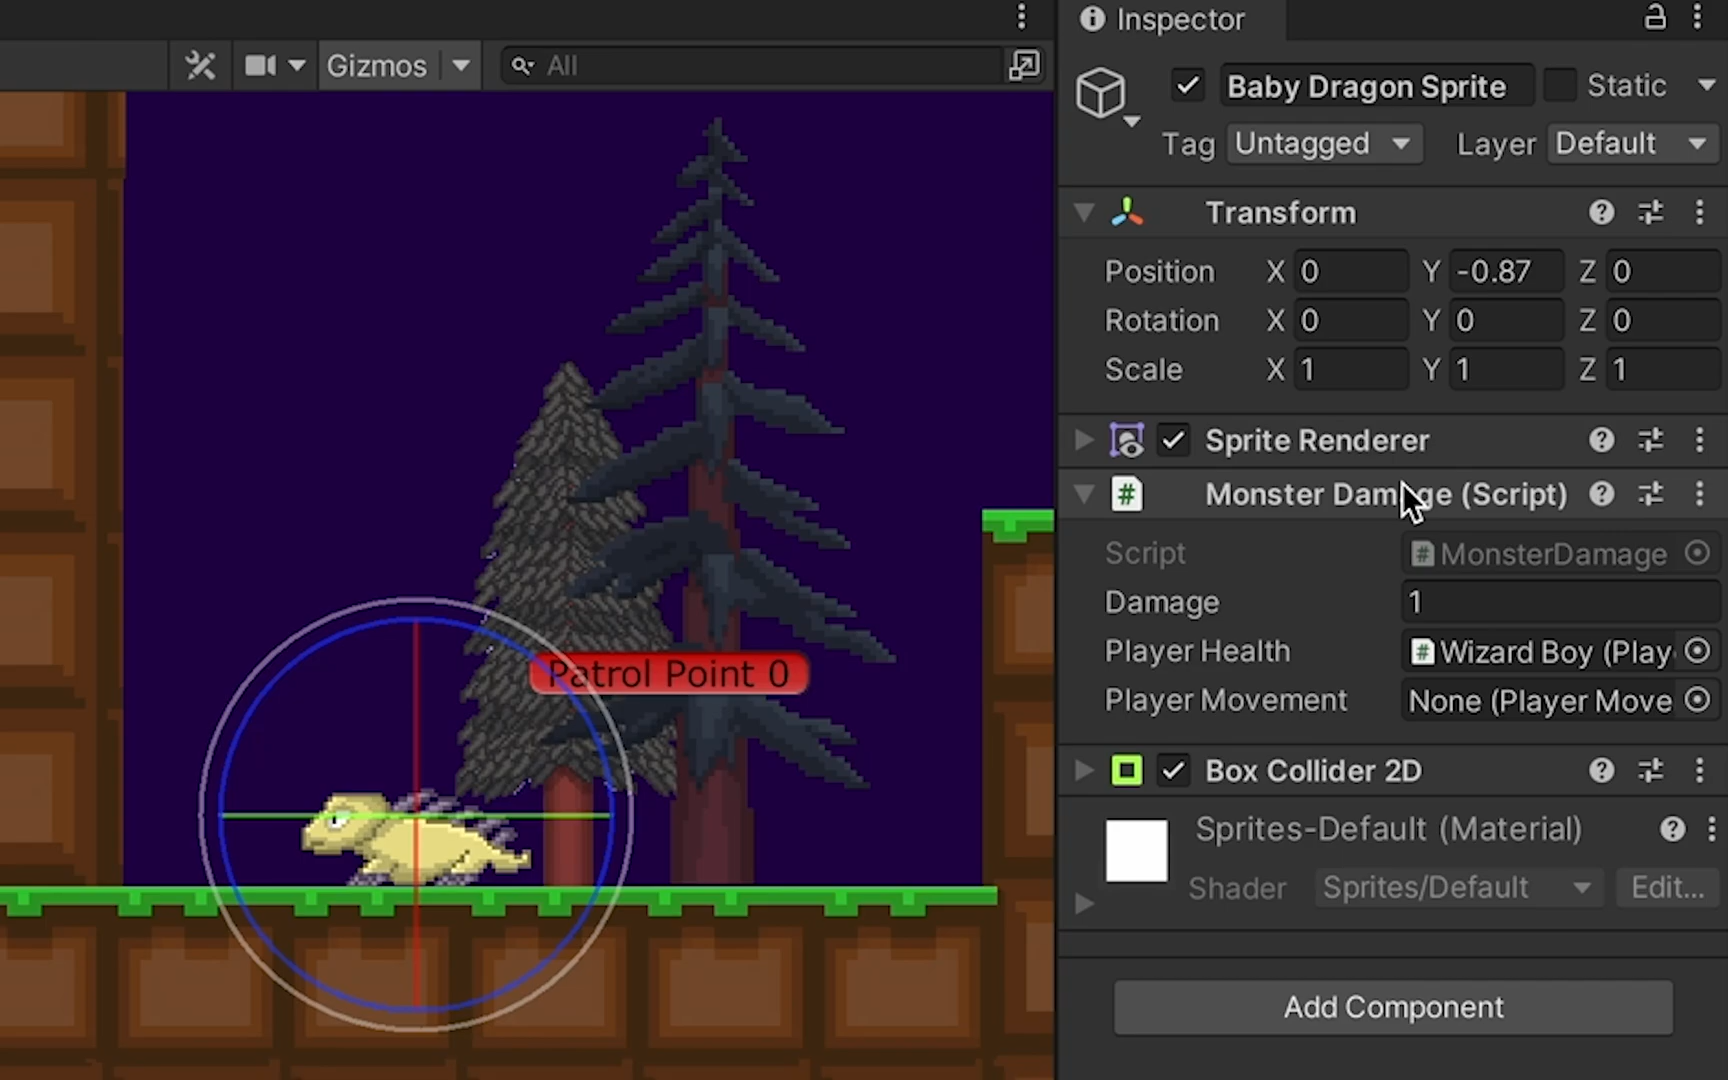 Inspector
Gizmos
All
Baby Dragon Sprite
Static
Tag Untagged
Layer Default
Transform
Position X 0 Y -0.87 Z 0
Rotation X 0 Y 0 Z 0
Scale X 1 Y 1 Z 1
Sprite Renderer
# Monster Damage (Script)
Script # MonsterDamage
Damage 1
Player Health # Wizard Boy (Play
Player Movement None (Player Move
Patrol Point 0
Box Collider 2D
Sprites-Default (Material)
Shader Sprites/Default Edit...
Add Component